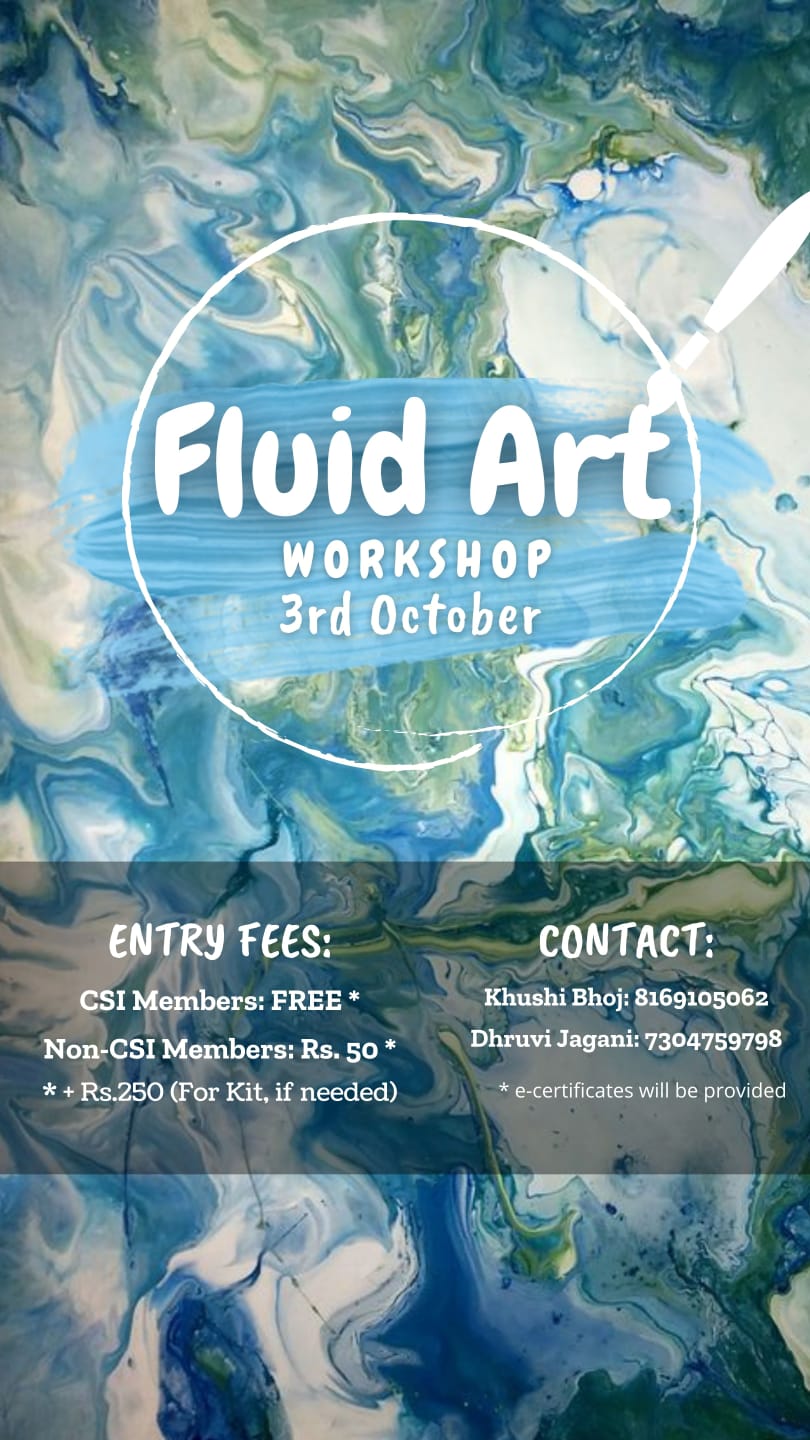 Fluid Art
WORKSHOP
3rd October
ENTRY FEES:
CSI Members: FREE *
Non-CSI Members: Rs. 50 *
* + Rs.250 (For Kit, if needed)
CONTACT:
Khushi Bhoj: 8169105062
Dhruvi Jagani: 7304759798
* e-certificates will be provided